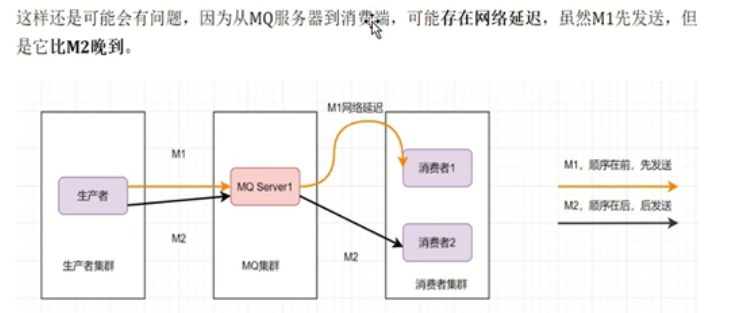 这样还是可能会有问题，因为从MQ服务器到消费端，可能存在网络延迟，虽然M1先发送，但
是它比M2晚到。
M1网络延迟
M1
消费者1
M1，顺序在前，先发送
生产者
MQ Server1
M2，顺序在后，后发送
M2
消费者2
M2
生产者集群
MQ集群
消费者集群